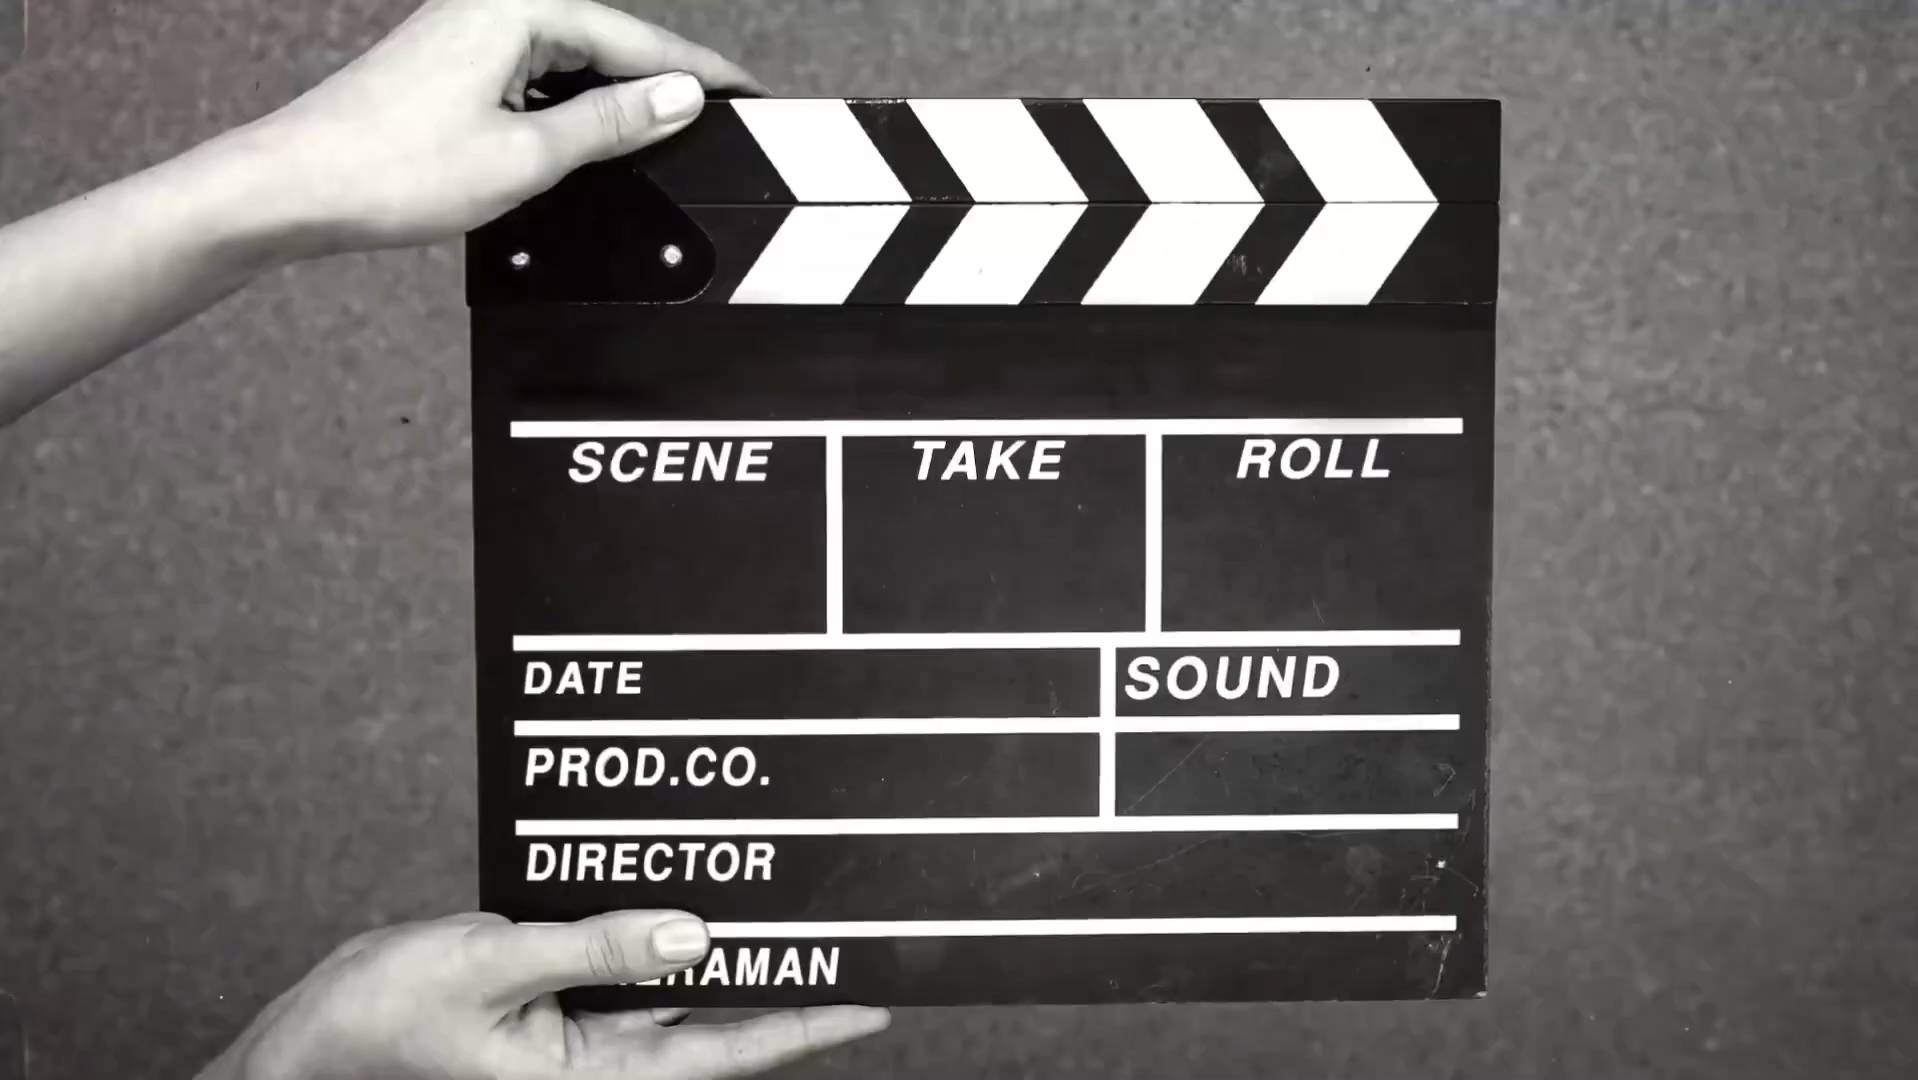 SCENE TAKE ROLL
DATE SOUND
PROD.CO.
DIRECTOR